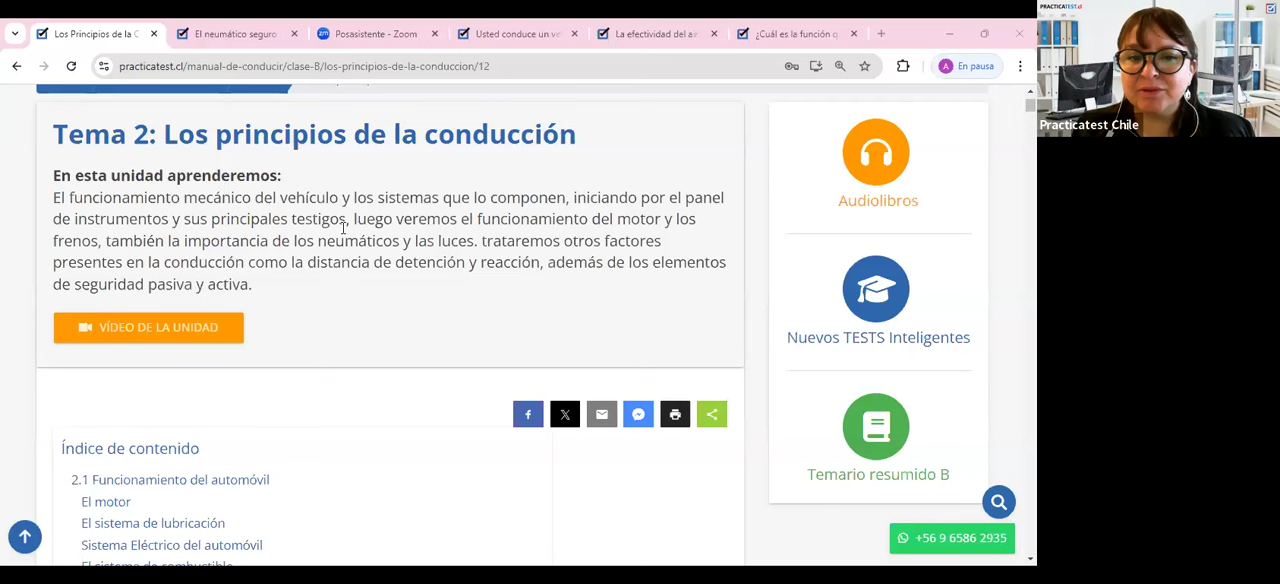 Los Principios de la C
El neumático seguro
Posasistente - Zoom
Usted conduce un ve
La efectividad del ai
¿Cuál es la función q
practicatest.cl/manual-de-conducir/clase-B/los-principios-de-la-conduccion/12
A
En pausa
PRACTICATEST.cl
Practicatest Chile
Tema 2: Los principios de la conducción
En esta unidad aprenderemos:
El funcionamiento mecánico del vehículo y los sistemas que lo componen, iniciando por el panel
de instrumentos y sus principales testigos, luego veremos el funcionamiento del motor y los
frenos, también la importancia de los neumáticos y las luces. trataremos otros factores
presentes en la conducción como la distancia de detención y reacción, además de los elementos
de seguridad pasiva y activa.
VÍDEO DE LA UNIDAD
Índice de contenido
2.1 Funcionamiento del automóvil
El motor
El sistema de lubricación
Sistema Eléctrico del automóvil
El sistema de combustible
Audiolibros
Nuevos TESTS Inteligentes
Temario resumido B
+56 9 6586 2935